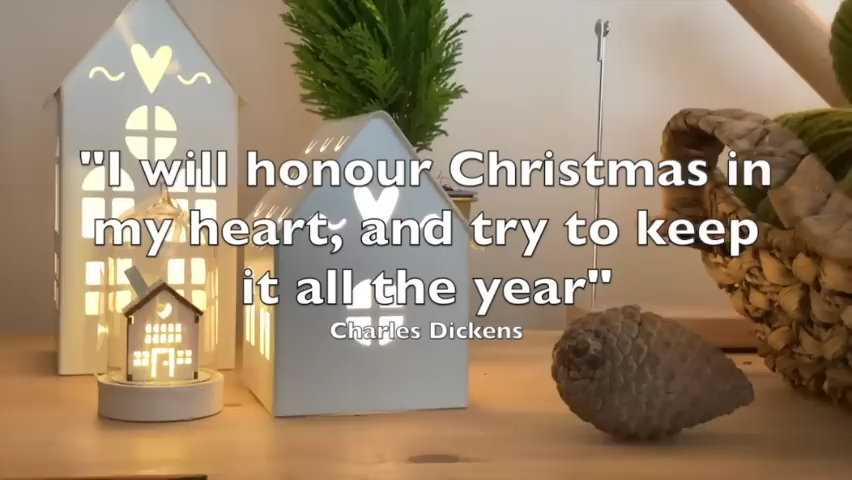 "I will honour Christmas in
my heart, and try to keep
it all the year"
Charles Dickens